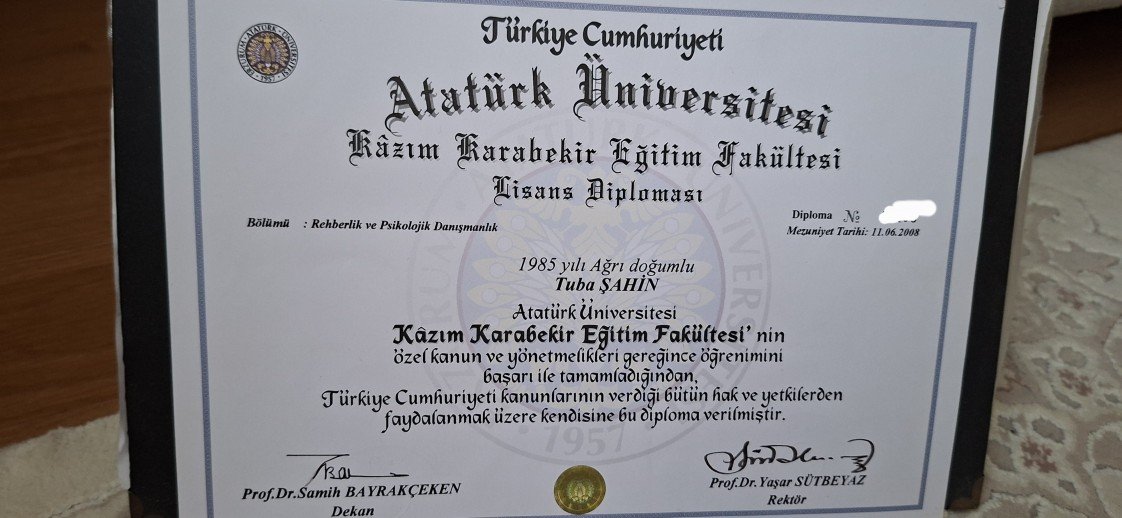 Türkiye Cumhuriyeti
Atatürk Üniversitesi
Kâzım Karabekir Eğitim Fakültesi
Lisans Diploması
Bölümü : Rehberlik ve Psikolojik Danışmanlık
Diploma №
Mezuniyet Tarihi: 11.06.2008
1985 yılı Ağrı doğumlu
Tuba ŞAHİN
Atatürk Üniversitesi
Kâzım Karabekir Eğitim Fakültesi' nin
özel kanun ve yönetmelikleri gereğince öğrenimini
başarı ile tamamladığından,
Türkiye Cumhuriyeti kanunlarının verdiği bütün hak ve yetkilerden
faydalanmak üzere kendisine bu diploma verilmiştir.
1957
Prof.Dr.Samih BAYRAKÇEKEN
Dekan
Prof.Dr.Yaşar SÜTBEYAZ
Rektör